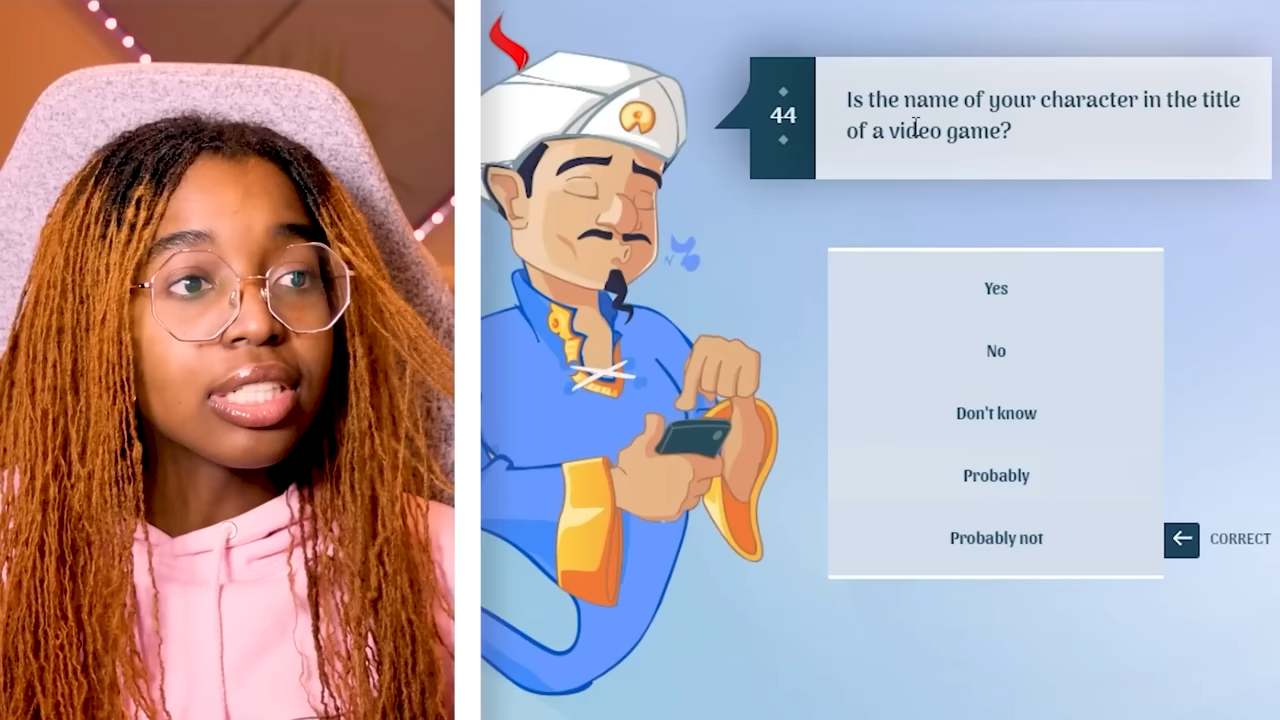 44
Is the name of your character in the title
of a video game?
Yes
No
Don't know
Probably
Probably not
CORRECT